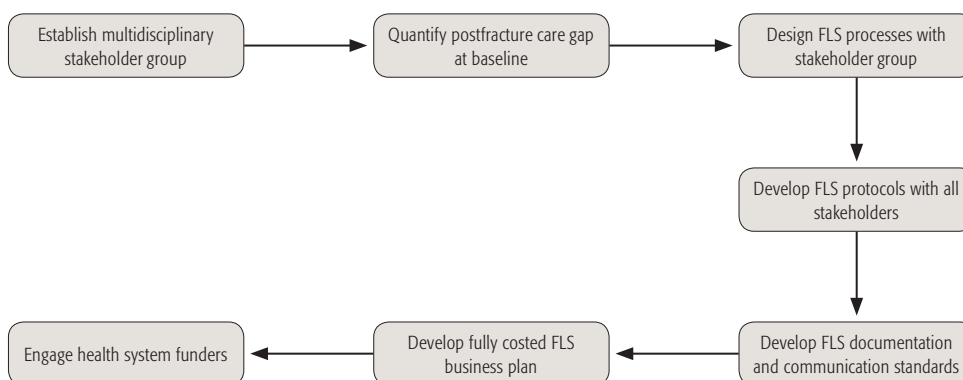 Establish multidisciplinary
stakeholder group
Quantify postfracture care gap
at baseline
Design FLS processes with
stakeholder group
Develop FLS protocols with all
stakeholders
Develop FLS documentation
and communication standards
Develop fully costed FLS
business plan
Engage health system funders